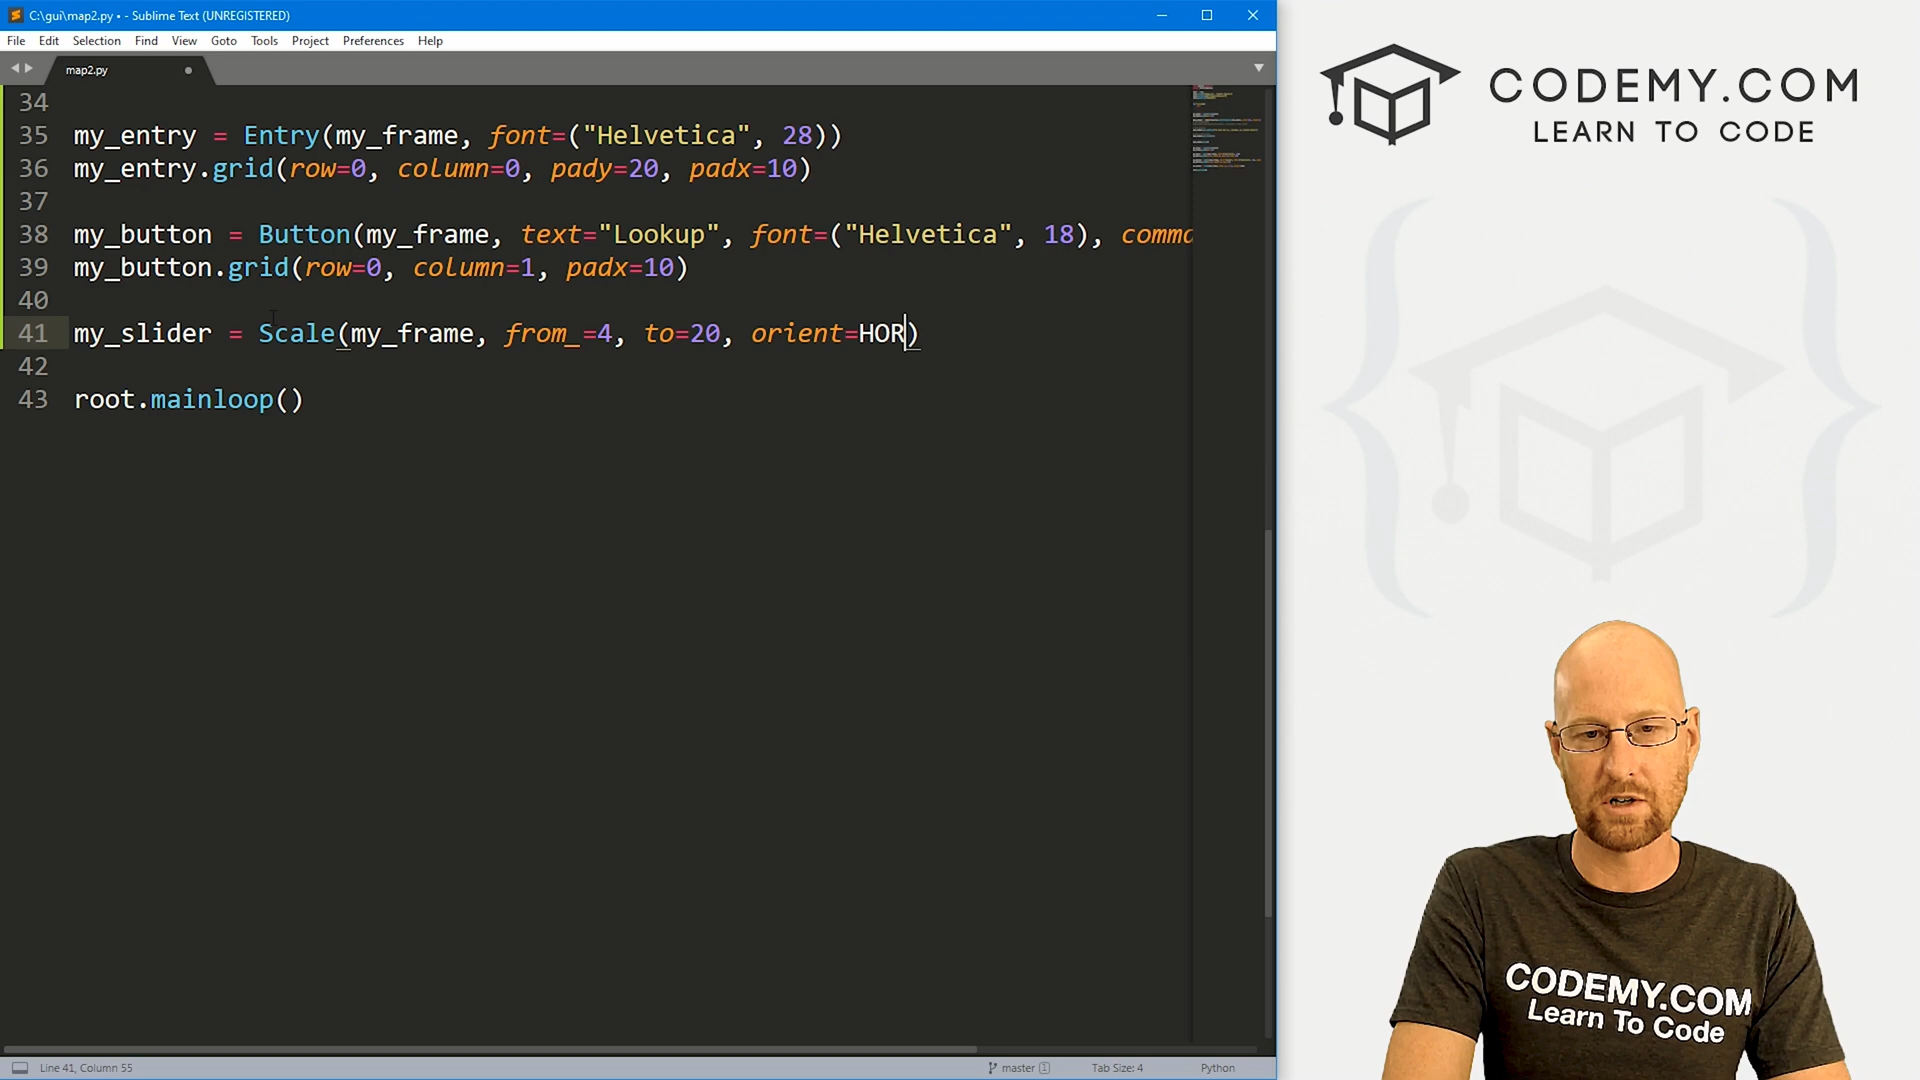 C:\gui\map2.py • - Sublime Text (UNREGISTERED)
File Edit Selection Find View Goto Tools Project Preferences Help
map2.py
34
35 my_entry = Entry(my_frame, font=("Helvetica", 28))
36 my_entry.grid(row=0, column=0, pady=20, padx=10)
37
38 my_button = Button(my_frame, text="Lookup", font=("Helvetica", 18), comma
39 my_button.grid(row=0, column=1, padx=10)
40
41 my_slider = Scale(my_frame, from_=4, to=20, orient=HOR)
42
43 root.mainloop()
Line 41, Column 55
master 1
Tab Size: 4
Python
CODEMY.COM
LEARN TO CODE
CODEMY.COM
Learn To Code